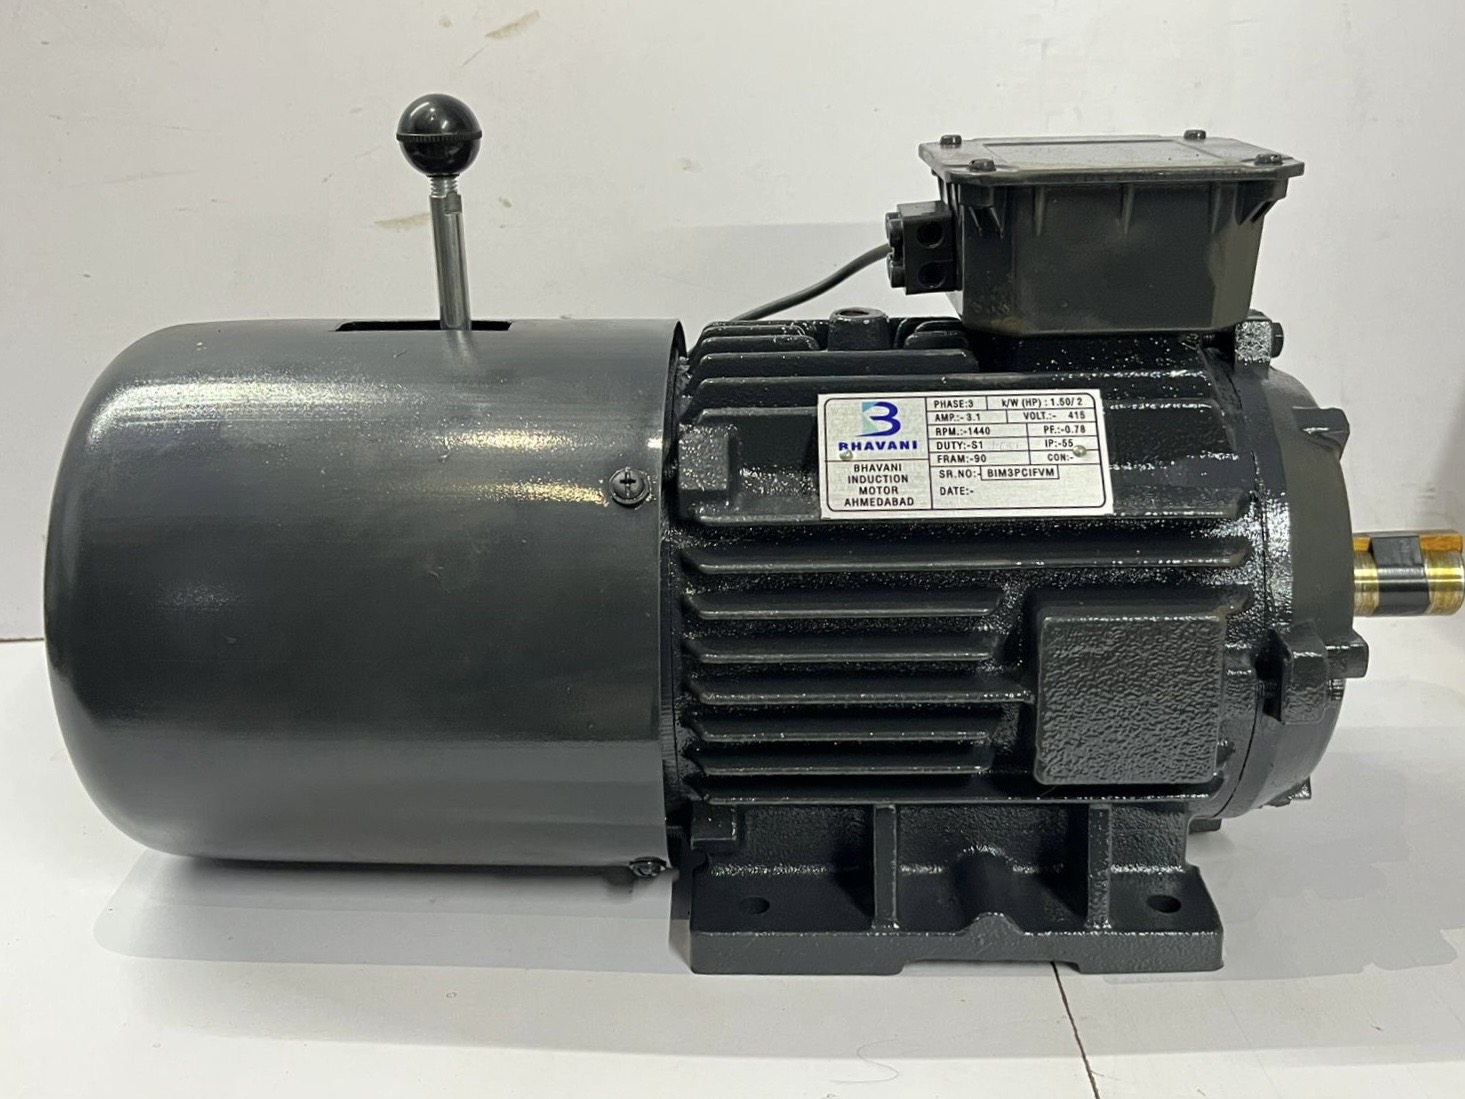 PHASE:3 k/W (HP) : 1.50/ 2
AMP.:- 3.1 VOLT.:- 415
RPM.:-1440 PF.:-0.78
DUTY:-S1 IP:-55
FRAM:-90 CON:-
SR.NO:- BIM3PCIFVM
DATE:-
B
BHAVANI
BHAVANI
INDUCTION
MOTOR
AHMEDABAD